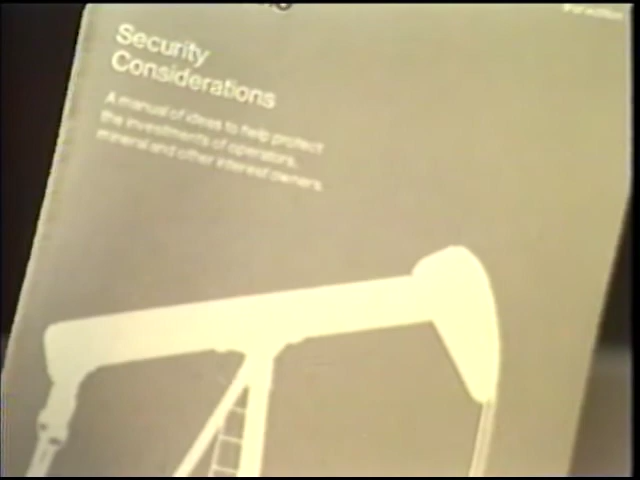 Security
Considerations
A manual of ideas to help protect
the investments of operators,
mineral and other interest owners.